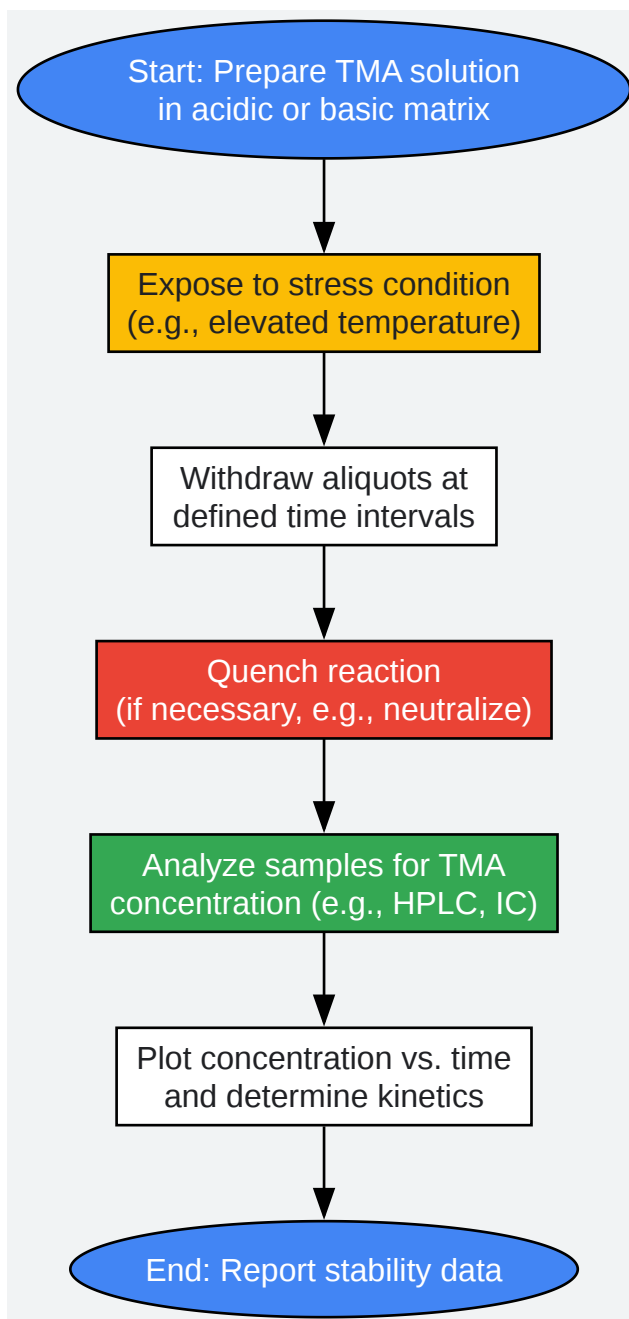 Start: Prepare TMA solution
in acidic or basic matrix
Expose to stress condition
(e.g., elevated temperature)
Withdraw aliquots at
defined time intervals
Quench reaction
(if necessary, e.g., neutralize)
Analyze samples for TMA
concentration (e.g., HPLC, IC)
Plot concentration vs. time
and determine kinetics
End: Report stability data